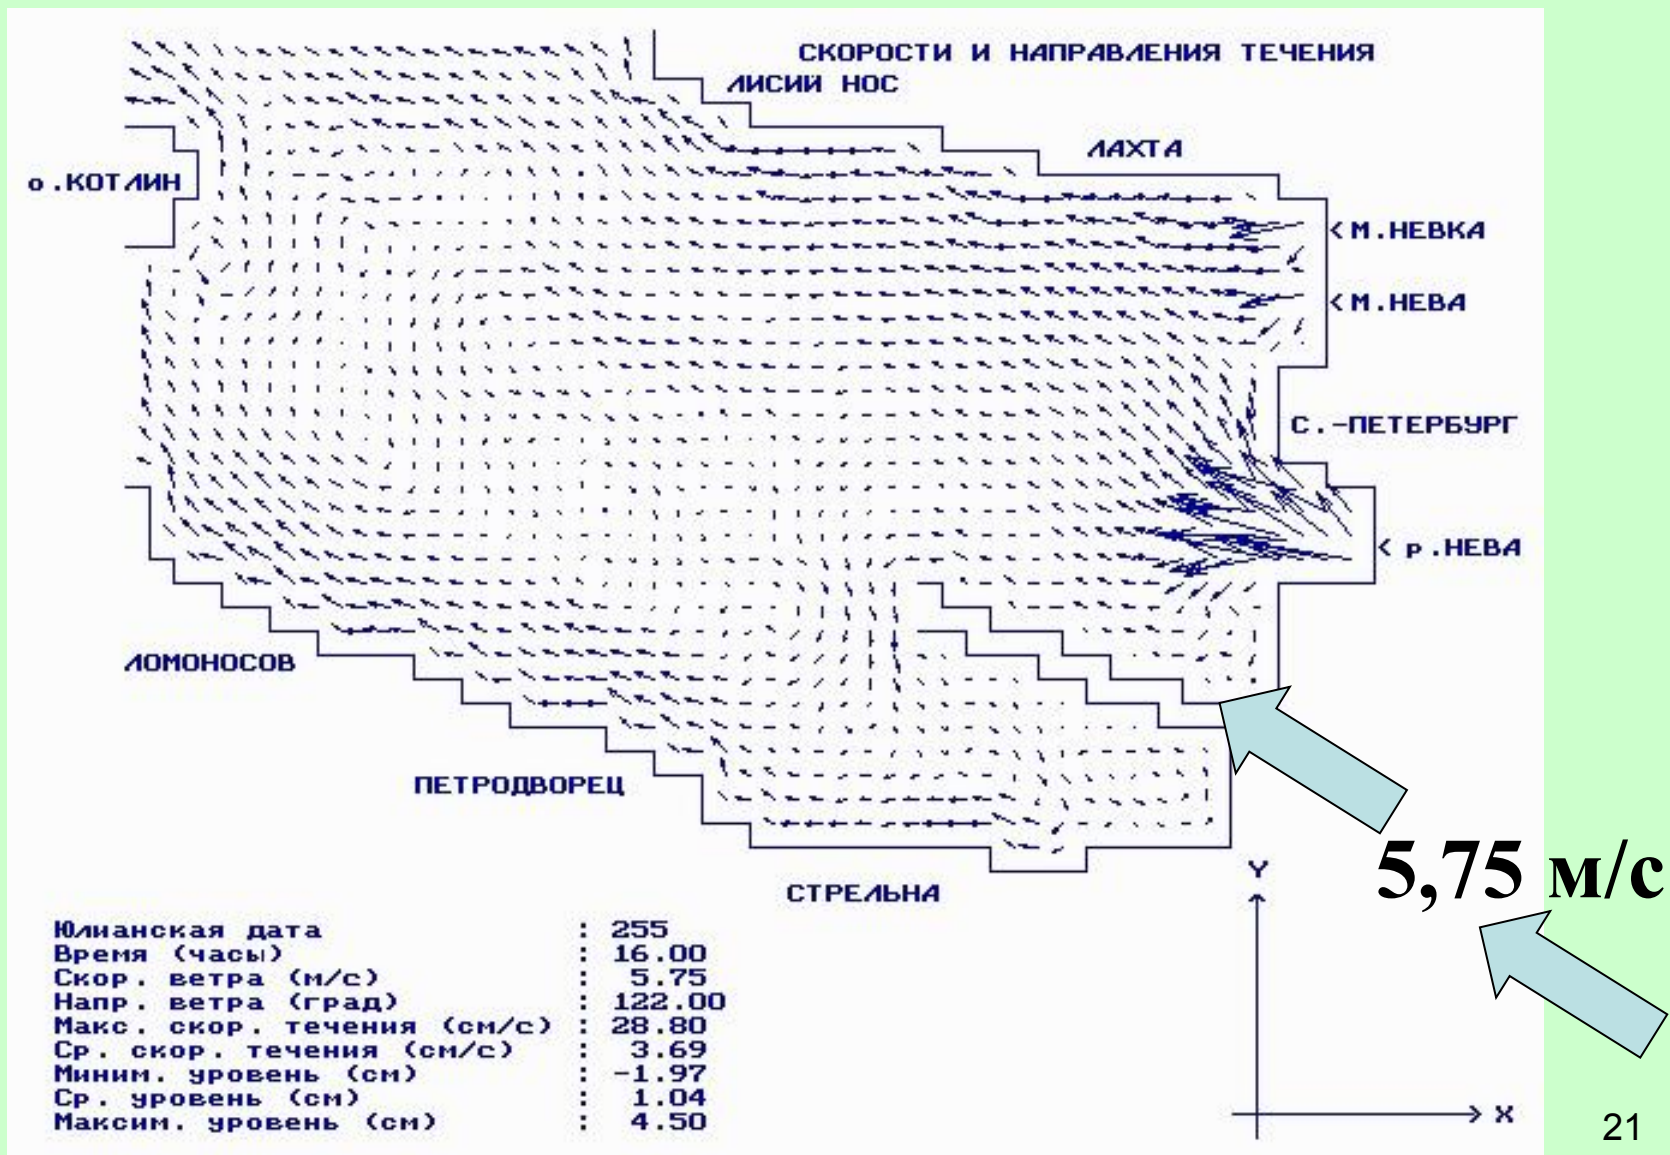 СКОРОСТИ И НАПРАВЛЕНИЯ ТЕЧЕНИЯ
ЛИСИЙ НОС
ЛАХТА
о.КОТЛИН
< М.НЕВКА
< М.НЕВА
С.-ПЕТЕРБУРГ
< р.НЕВА
ЛОМОНОСОВ
ПЕТРОДВОРЕЦ
СТРЕЛЬНА
5,75 м/с
Y
X
Юлианская дата : 255
Время (часы) : 16.00
Скор. ветра (м/с) : 5.75
Напр. ветра (град) : 122.00
Макс. скор. течения (см/с) : 28.80
Ср. скор. течения (см/с) : 3.69
Миним. уровень (см) : -1.97
Ср. уровень (см) : 1.04
Максим. уровень (см) : 4.50
21